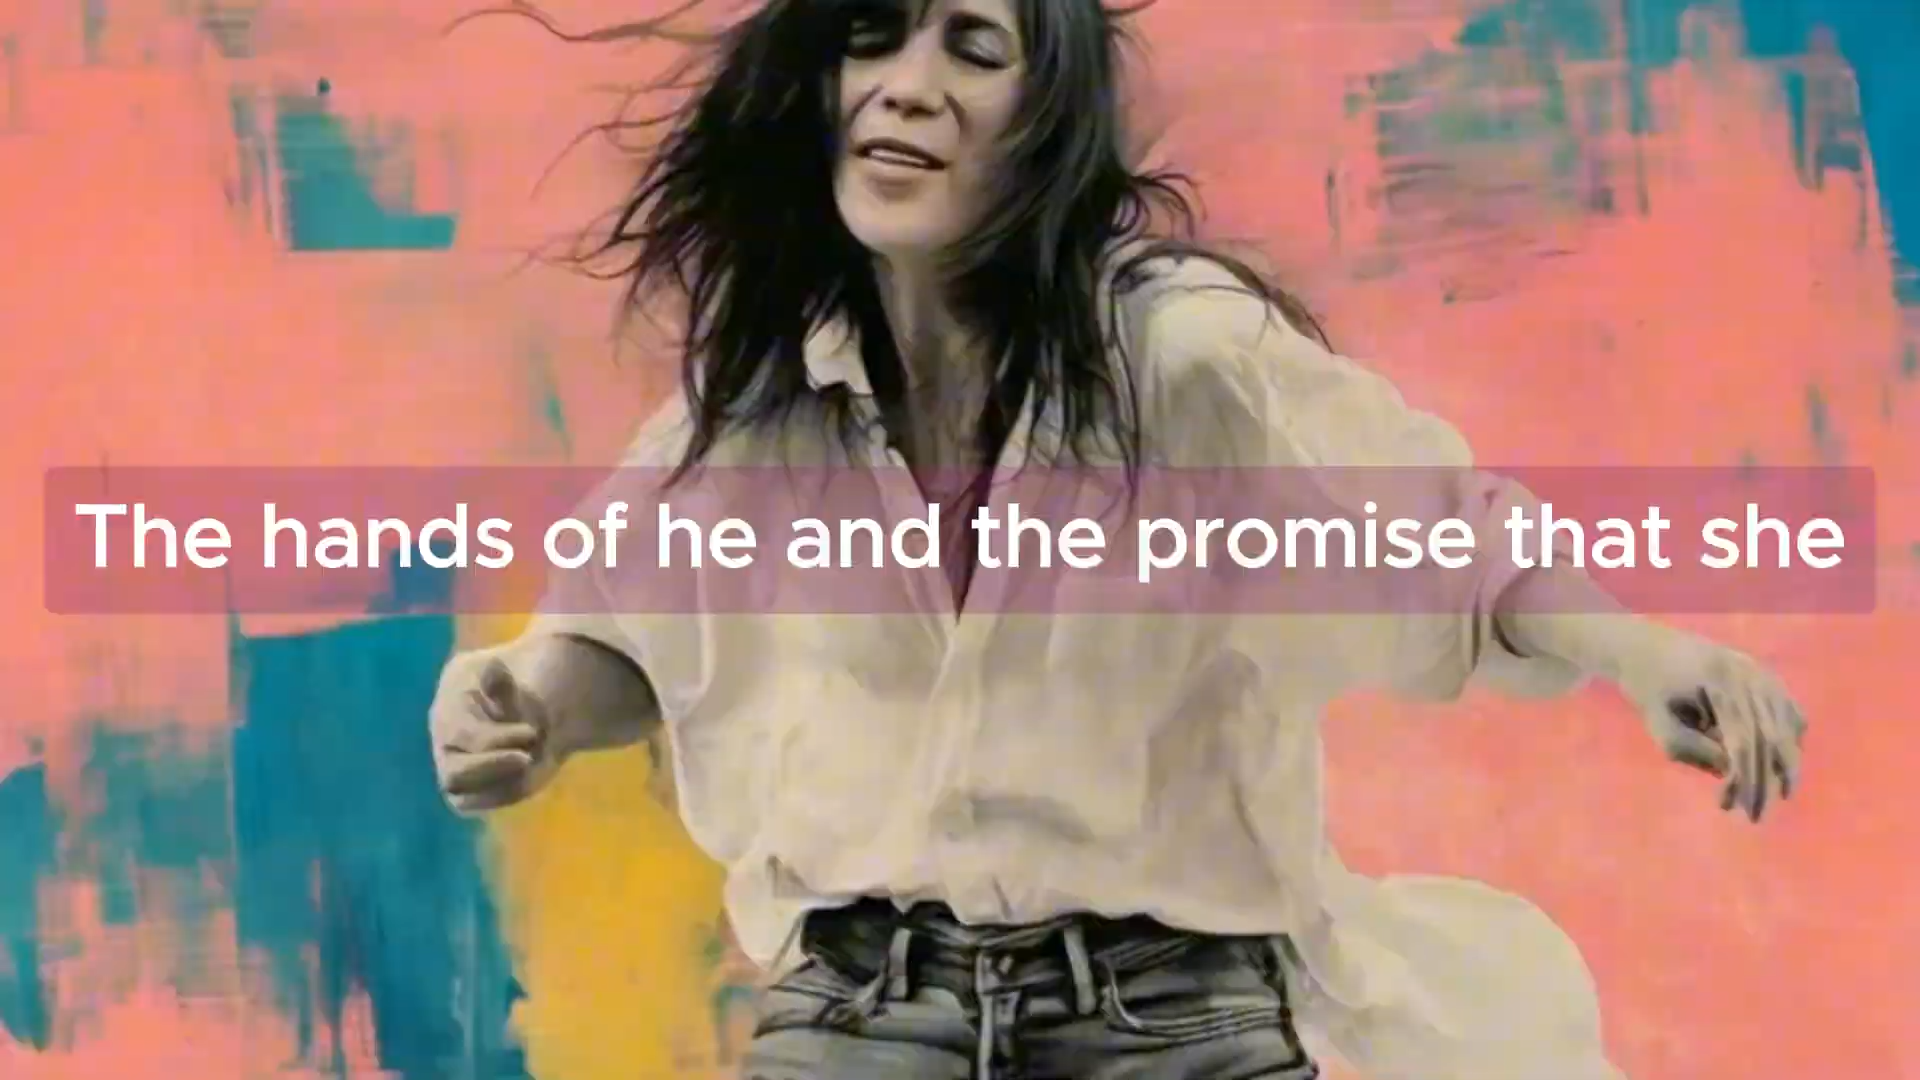 The hands of he and the promise that she